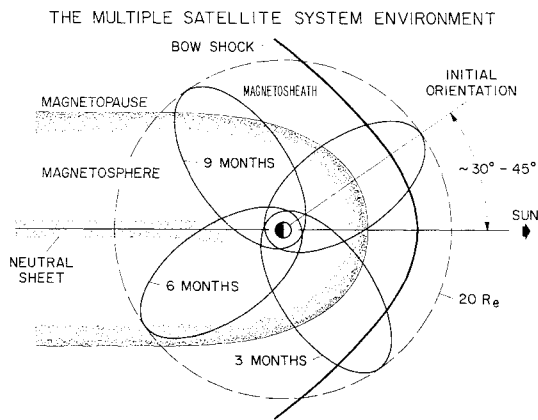 THE MULTIPLE SATELLITE SYSTEM ENVIRONMENT
BOW SHOCK
MAGNETOSHEATH
INITIAL
ORIENTATION
MAGNETOPAUSE
9 MONTHS
MAGNETOSPHERE
~30° - 45°
SUN
NEUTRAL
SHEET
6 MONTHS
20 Re
3 MONTHS